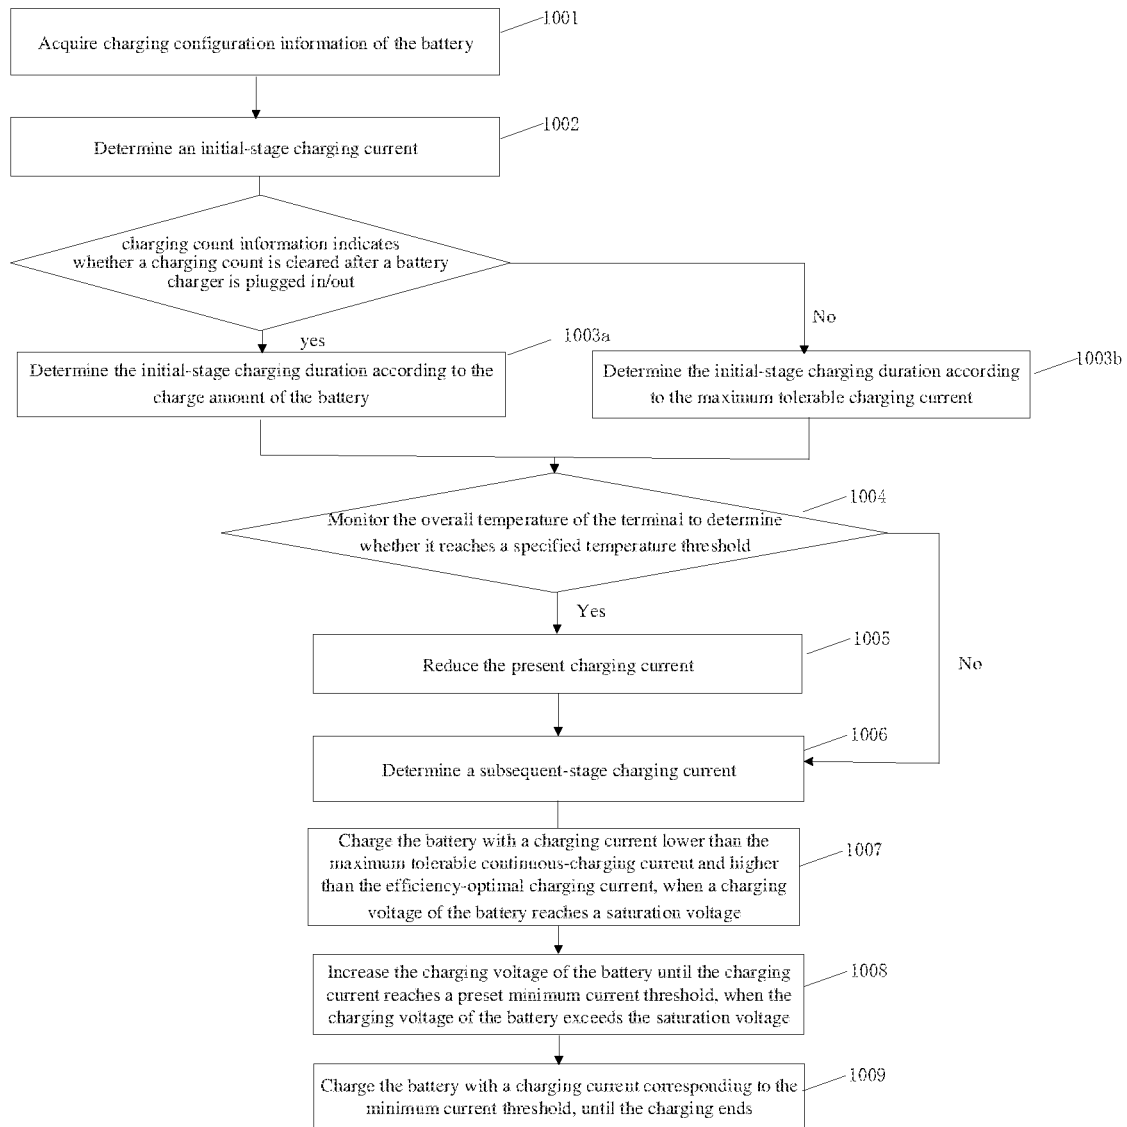 1001
Acquire charging configuration information of the battery
1002
Determine an initial-stage charging current
charging count information indicates
whether a charging count is cleared after a battery
charger is plugged in/out
No
yes
1003a
1003b
Determine the initial-stage charging duration according to the
charge amount of the battery
Determine the initial-stage charging duration according
to the maximum tolerable charging current
1004
Monitor the overall temperature of the terminal to determine
whether it reaches a specified temperature threshold
Yes
1005
Reduce the present charging current
No
1006
Determine a subsequent-stage charging current
1007
Charge the battery with a charging current lower than the
maximum tolerable continuous-charging current and higher
than the efficiency-optimal charging current, when a charging
voltage of the battery reaches a saturation voltage
1008
Increase the charging voltage of the battery until the charging
current reaches a preset minimum current threshold, when the
charging voltage of the battery exceeds the saturation voltage
1009
Charge the battery with a charging current corresponding to the
minimum current threshold, until the charging ends